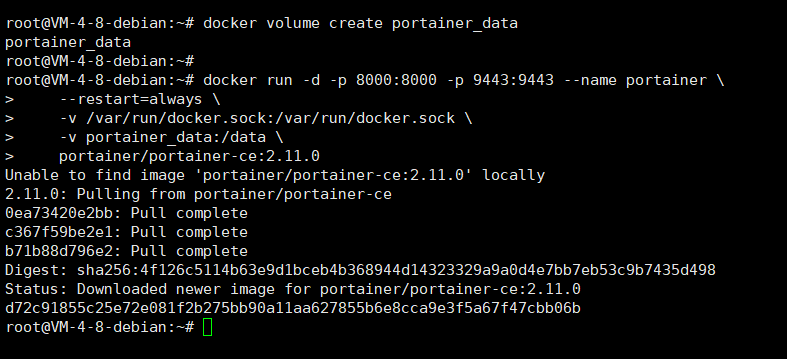 root@VM-4-8-debian:~# docker volume create portainer_data
portainer_data
root@VM-4-8-debian:~#
root@VM-4-8-debian:~# docker run -d -p 8000:8000 -p 9443:9443 --name portainer \
>     --restart=always \
>     -v /var/run/docker.sock:/var/run/docker.sock \
>     -v portainer_data:/data \
>     portainer/portainer-ce:2.11.0
Unable to find image 'portainer/portainer-ce:2.11.0' locally
2.11.0: Pulling from portainer/portainer-ce
0ea73420e2bb: Pull complete
c367f59be2e1: Pull complete
b71b88d796e2: Pull complete
Digest: sha256:4f126c5114b63e9d1bceb4b368944d14323329a9a0d4e7bb7eb53c9b7435d498
Status: Downloaded newer image for portainer/portainer-ce:2.11.0
d72c91855c25e72e081f2b275bb90a11aa627855b6e8cca9e3f5a67f47cbb06b
root@VM-4-8-debian:~#